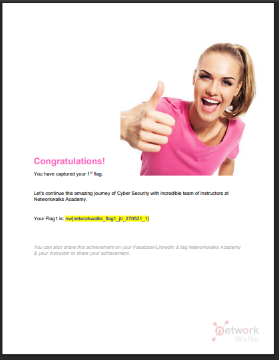 Congratulations!
You have captured your 1st flag.
Let's continue this amazing journey of Cyber Security with incredible team of instructors at
Networkwalks Academy.
Your Flag1 is: nw{networkwalks_flag1_jn_270521_1}
You can also share this achievement on your Facebook/LinkedIn & tag Networkwalks Academy
& your instructor to share your achievement.
network
Walks